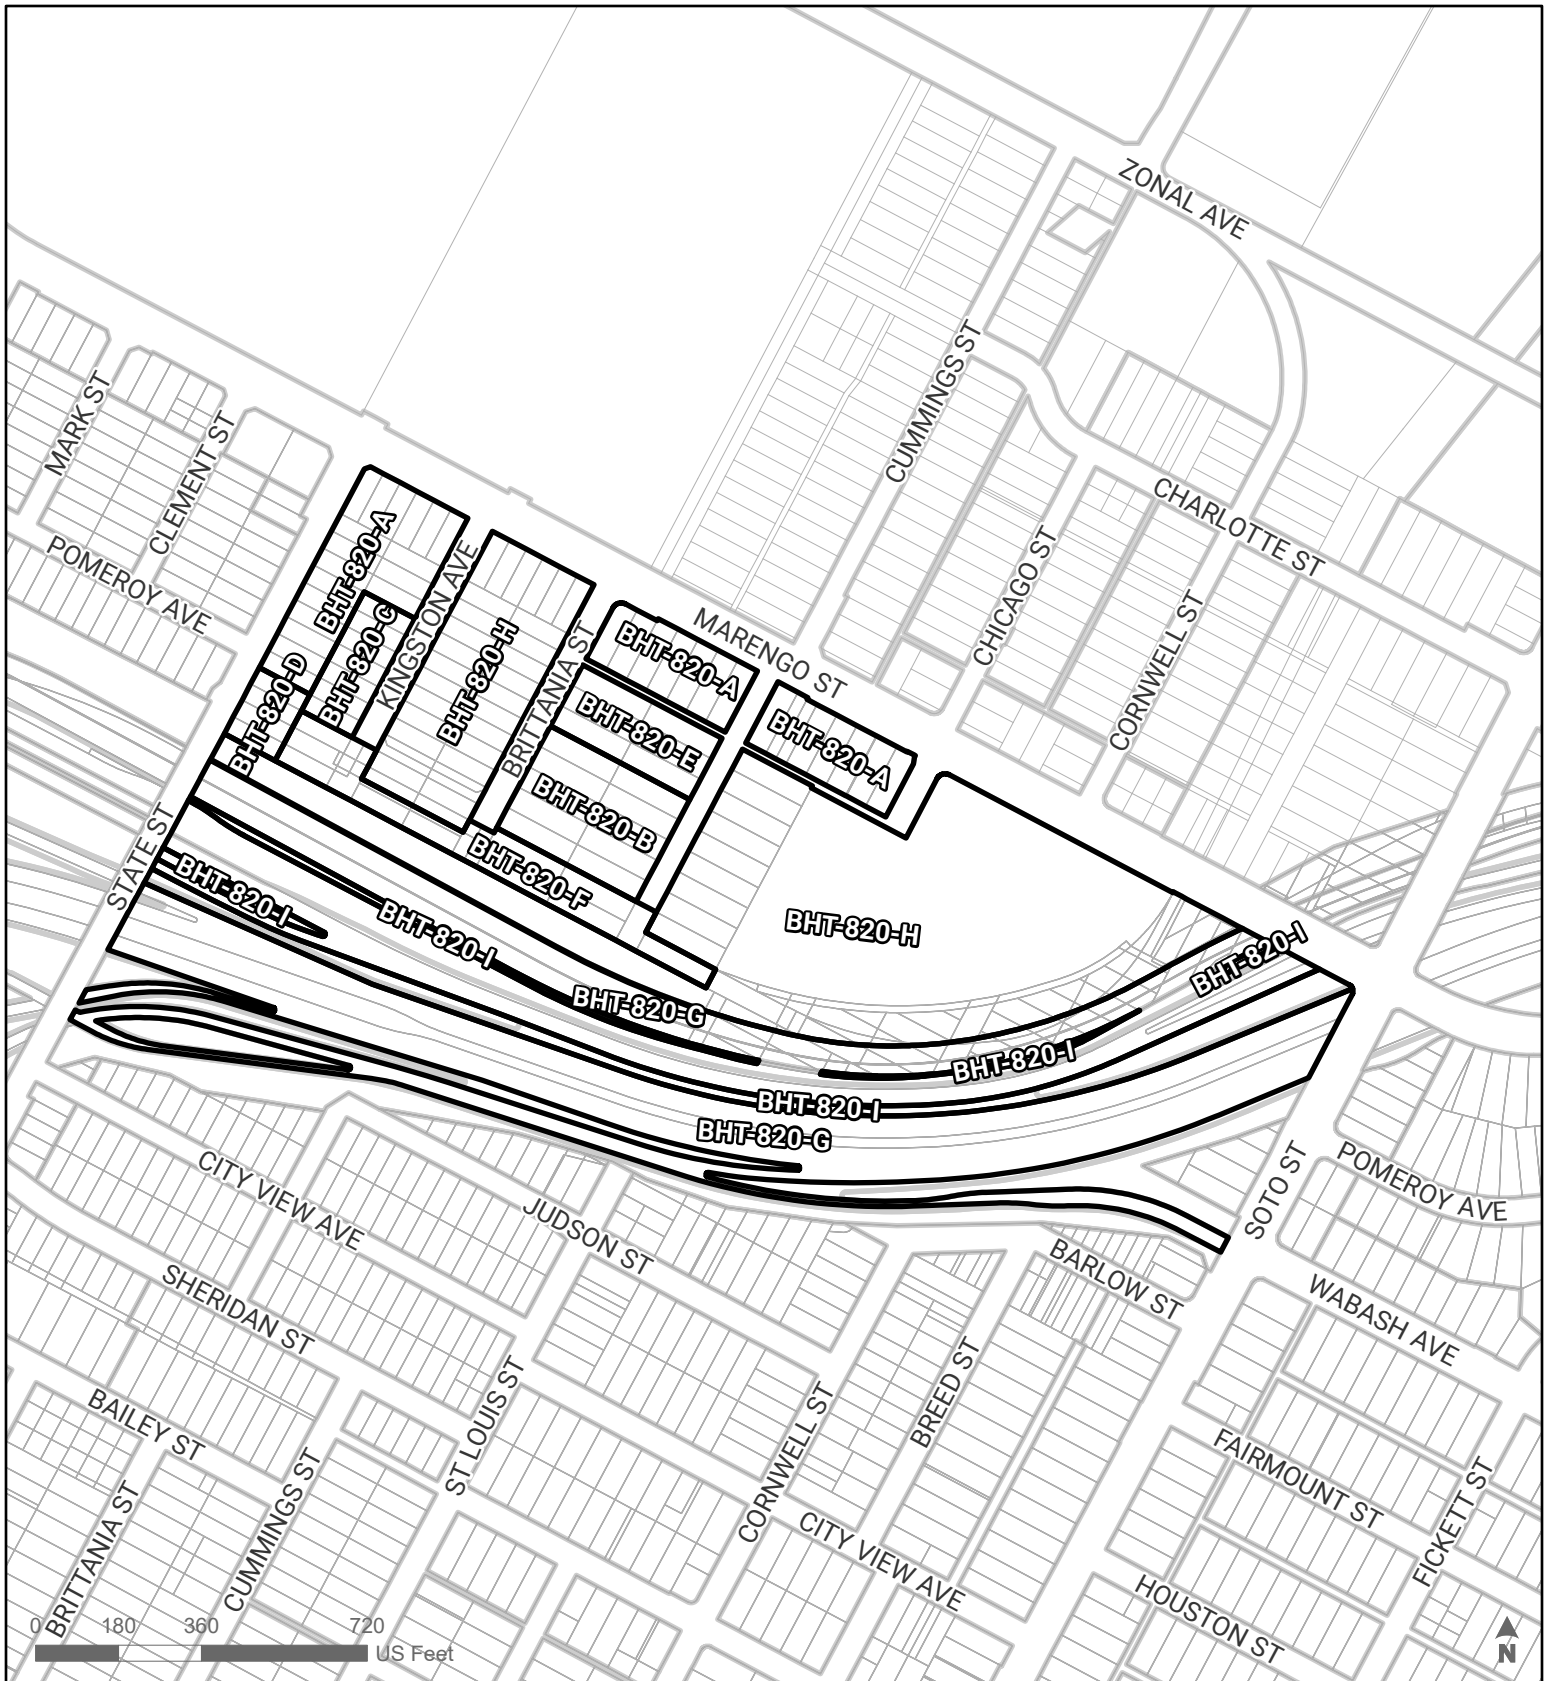 ZONAL AVE
CUMMINGS ST
MARK ST
CLEMENT ST
CHARLOTTE ST
BHT-820-A
POMEROY AVE
KINGSTON AVE
CHICAGO ST
CORNWELL ST
BHT-820-C
MARENGO ST
BHT-820-H
BRITTANIA ST
BHT-820-A
BHT-820-D
BHT-820-E
BHT-820-A
BHT-820-B
STATE ST
BHT-820-F
BHT-820-I
BHT-820-I
BHT-820-H
BHT-820-I
BHT-820-G
BHT-820-I
BHT-820-I
BHT-820-G
CITY VIEW AVE
SOTO ST
POMEROY AVE
JUDSON ST
BARLOW ST
SHERIDAN ST
WABASH AVE
BAILEY ST
ST LOUIS ST
CORNWELL ST
BREED ST
FAIRMOUNT ST
BRITTANIA ST
CUMMINGS ST
CITY VIEW AVE
FICKETT ST
HOUSTON ST
0 180 360 720
US Feet
N